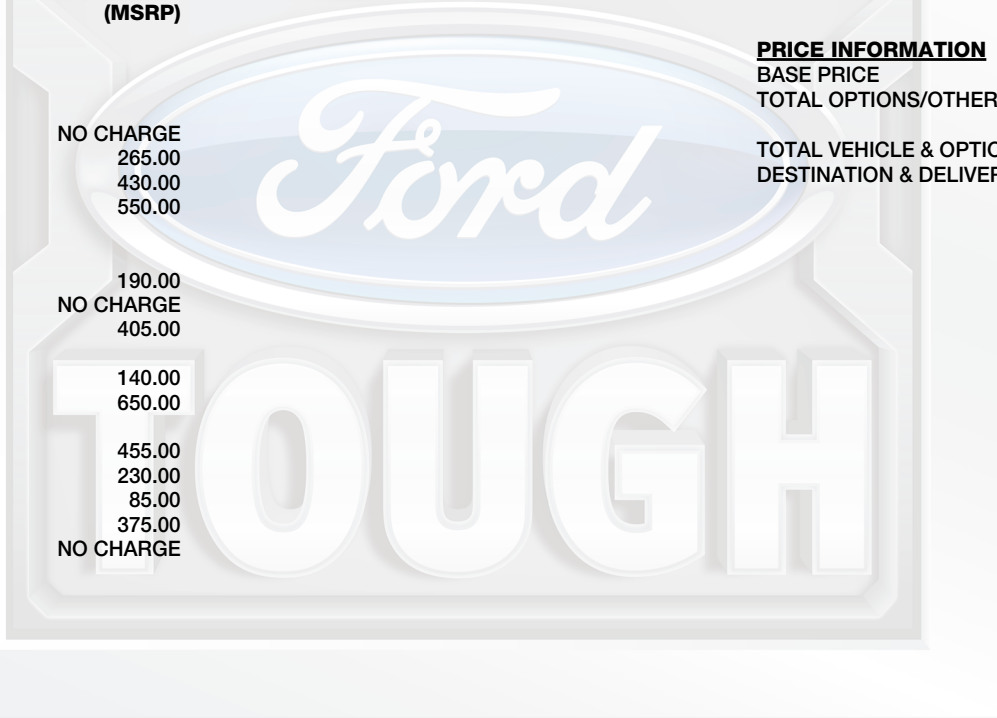 (MSRP)
NO CHARGE
265.00
430.00
550.00
190.00
NO CHARGE
405.00
140.00
650.00
455.00
230.00
85.00
375.00
NO CHARGE
PRICE INFORMATION
BASE PRICE
TOTAL OPTIONS/OTHER
TOTAL VEHICLE &
DESTINATION &
Ford
TOUGH